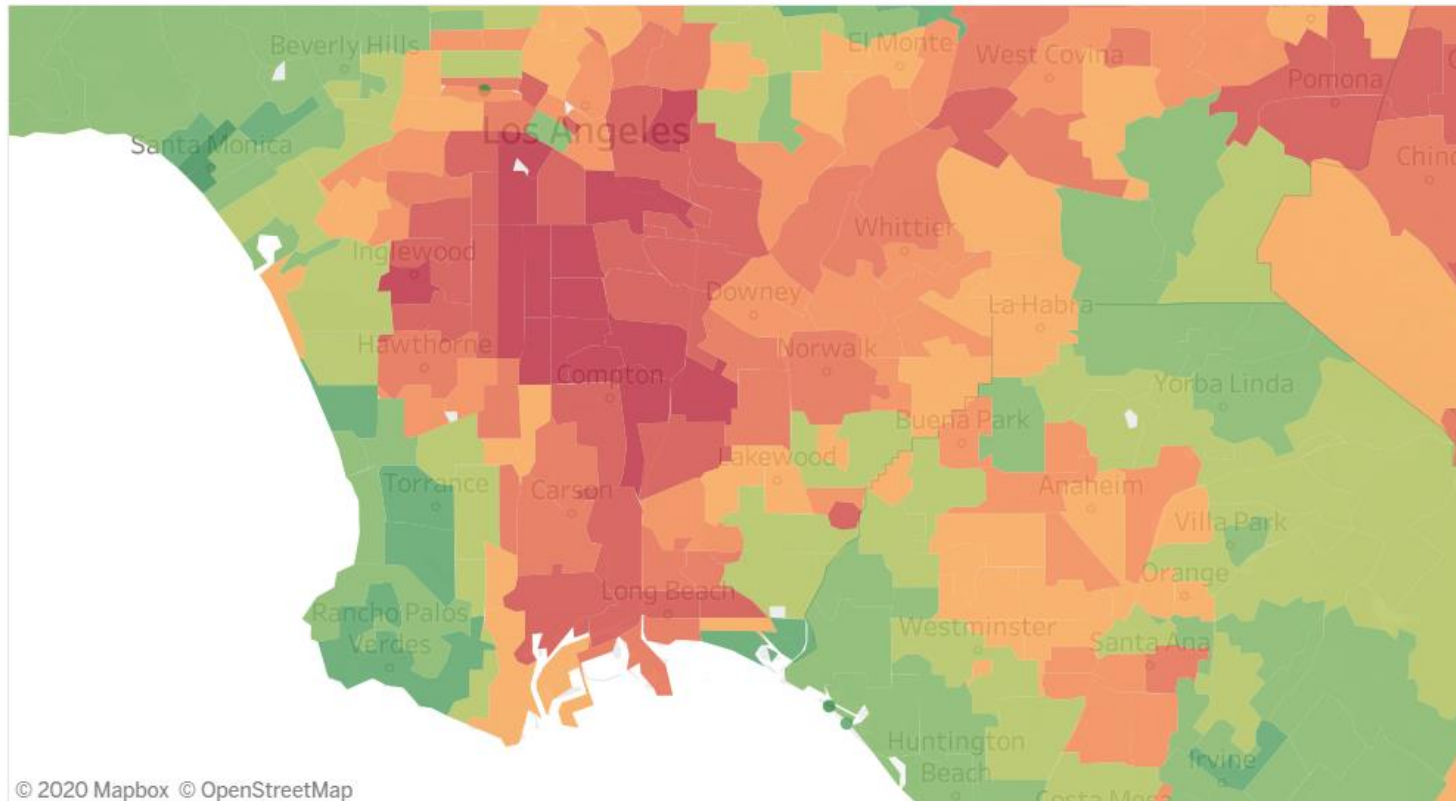 Beverly Hills
El Monte
West Covina
Pomona
Santa Monica
Los Angeles
Whittier
Inglewood
Downey
La Habra
Hawthorne
Norwalk
Compton
Yorba Linda
Buena Park
Lakewood
Torrance
Carson
Anaheim
Villa Park
Orange
Long Beach
Rancho Palos
Verdes
Westminster
Santa Ana
Huntington
Beach
Irvine
Costa Mesa
© 2020 Mapbox © OpenStreetMap